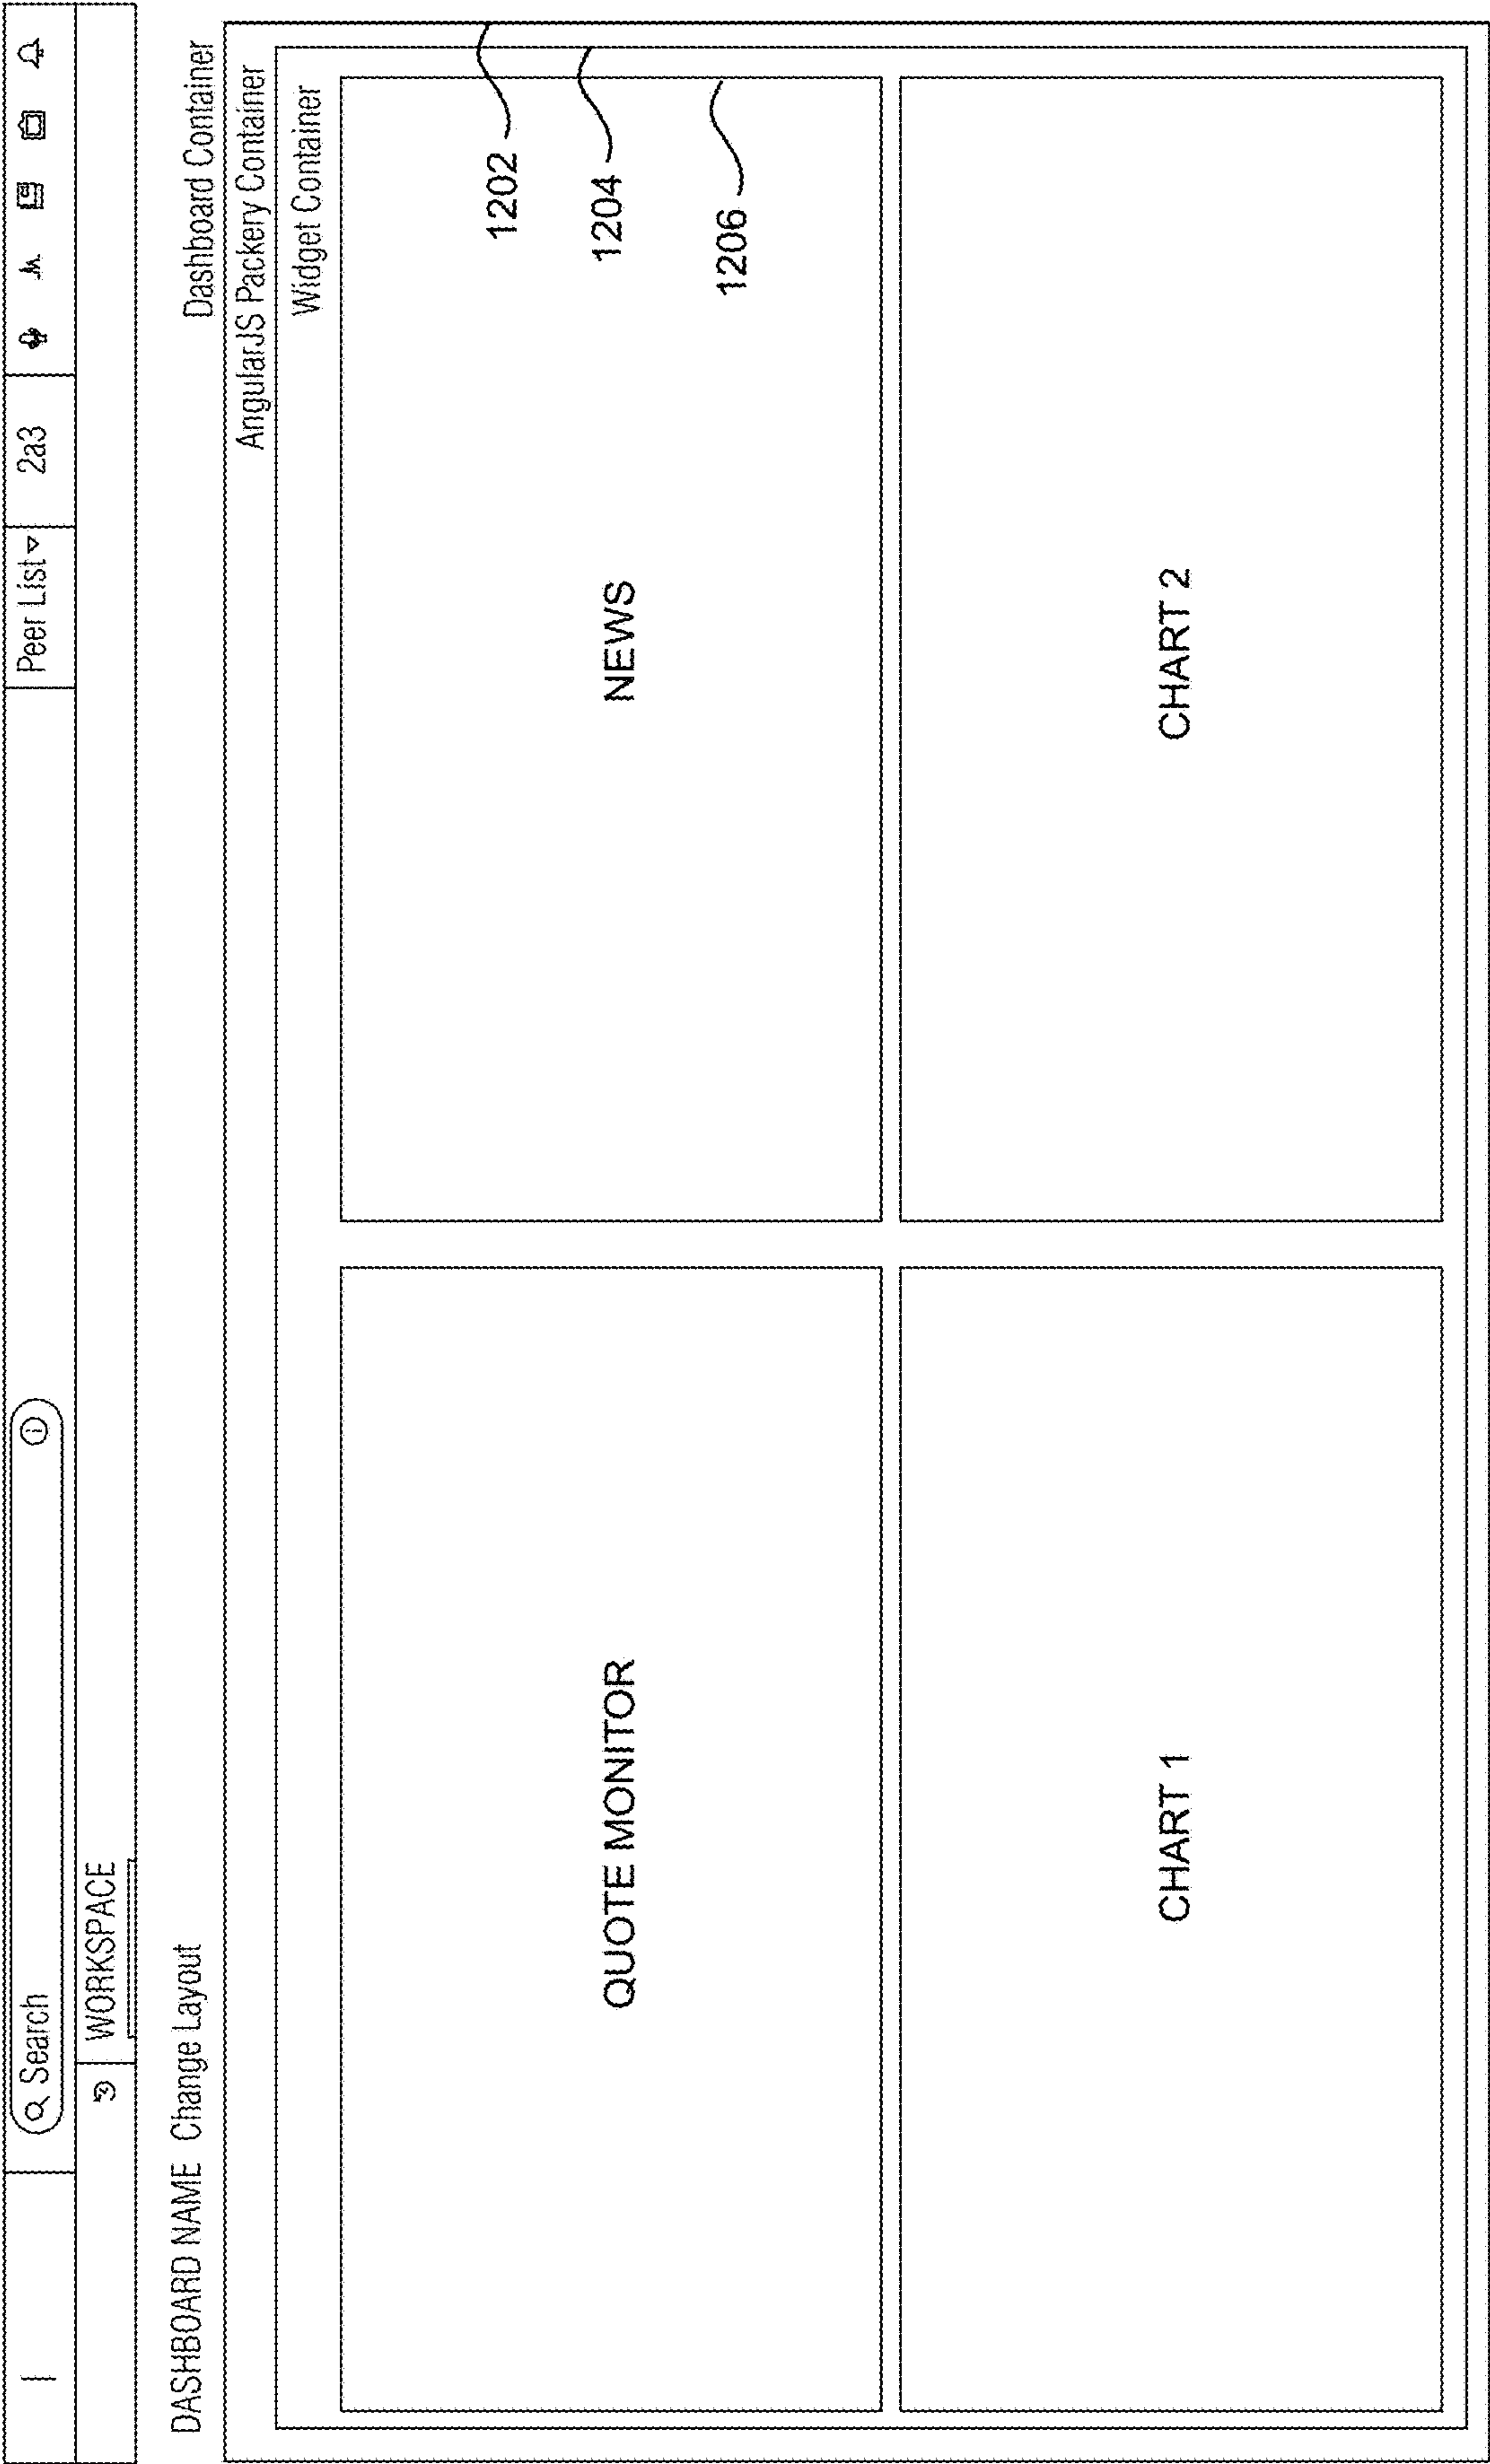 Search
Peer List
2a3
WORKSPACE
DASHBOARD NAME Change Layout
Dashboard Container
AngularJS Packery Container
Widget Container
1202
1204
1206
QUOTE MONITOR
NEWS
CHART 1
CHART 2